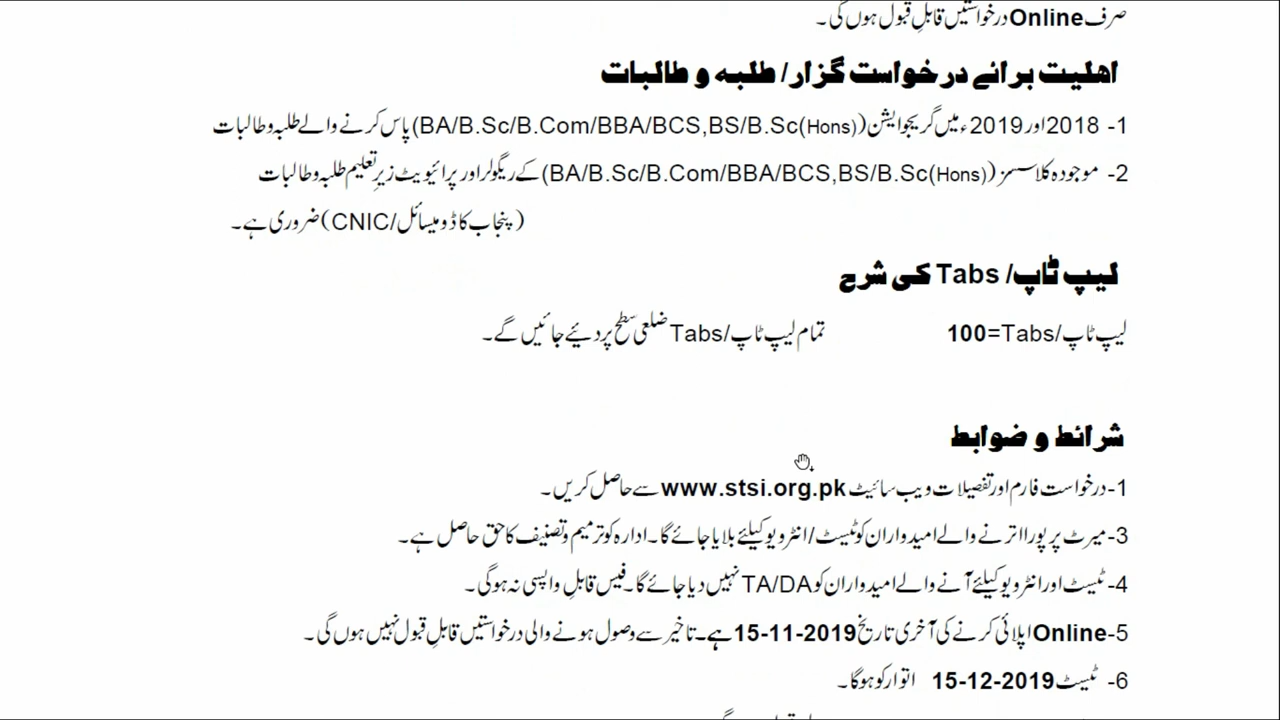 صرف Online درخواستیں قابلِ قبول ہوں گی۔
اهلیت برائے درخواست گزار/ طلبہ و طالبات
1- 2018 اور 2019ء میں گریجوایشن ((BA/B.Sc/B.Com/BBA/BCS,BS/B.Sc(Hons) پاس کرنے والے طلبہ وطالبات
2- موجودہ کلاسسز ((BA/B.Sc/B.Com/BBA/BCS,BS/B.Sc(Hons) کے ریگولر اور پرائیویٹ زیرِ تعلیم طلبہ وطالبات
(پنجاب کا ڈومیسائل/CNIC) ضروری ہے۔
لیپ ٹاپ/ Tabs کی شرح
لیپ ٹاپ/Tabs=100 تمام لیپ ٹاپ/Tabs ضلعی سطح پر دئیے جائیں گے۔
شرائط و ضوابط
1-درخواست فارم اور تفصیلات ویب سائیٹ www.stsi.org.pk سے حاصل کریں۔
3-میرٹ پر پورا اترنے والے امیدواران کو ٹیسٹ/انٹرویو کیلئے بلایا جائے گا۔ ادارہ کو ترمیم وتصنیف کا حق حاصل ہے۔
4-ٹیسٹ اور انٹرویو کیلئے آنے والے امیدواران کو TA/DA نہیں دیا جائے گا۔ فیس قابلِ واپسی نہ ہوگی۔
5-Online اپلائی کرنے کی آخری تاریخ 15-11-2019 ہے۔ تاخیر سے وصول ہونے والی درخواستیں قابلِ قبول نہیں ہوں گی۔
6- ٹیسٹ 15-12-2019 اتوار کو ہوگا۔